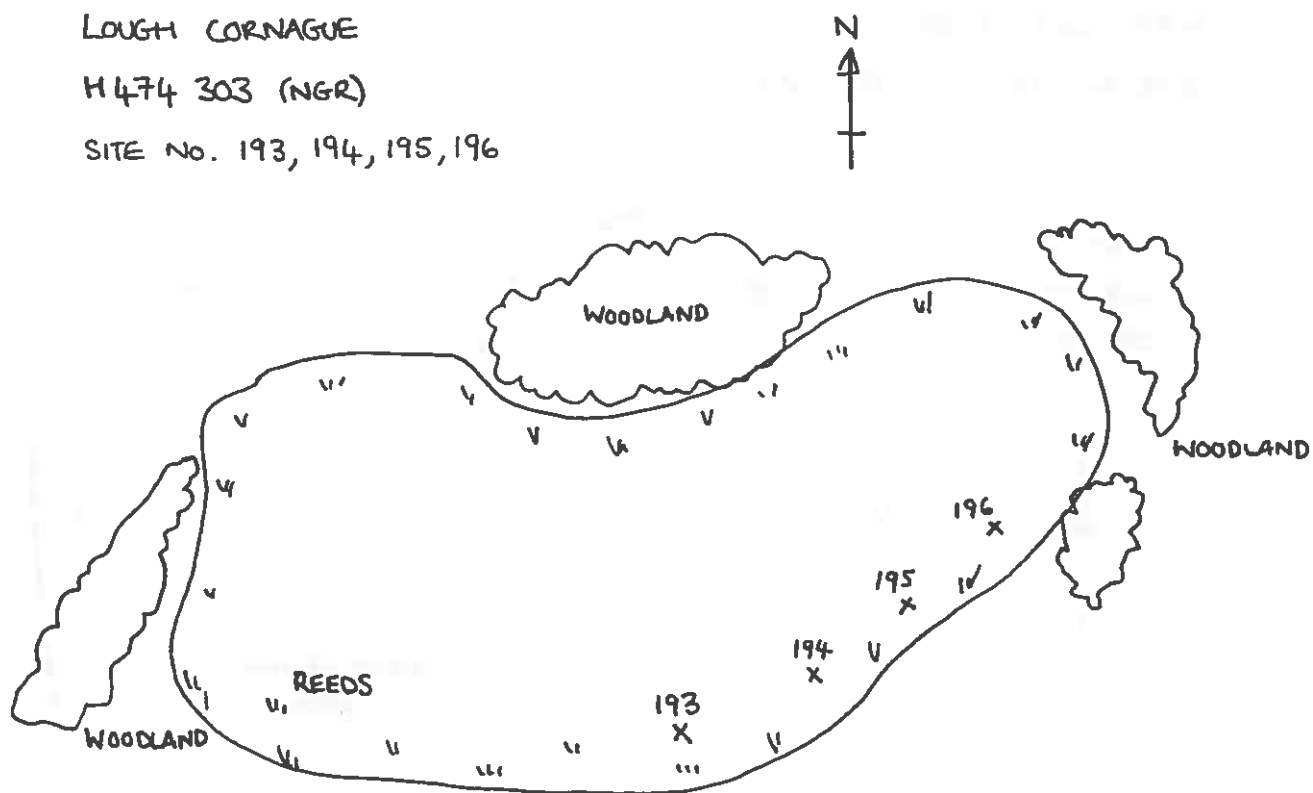 LOUGH CORNAGUE
H474 303 (NGR)
SITE No. 193, 194, 195, 196
N
WOODLAND
WOODLAND
196
195
194
REEDS
193
WOODLAND